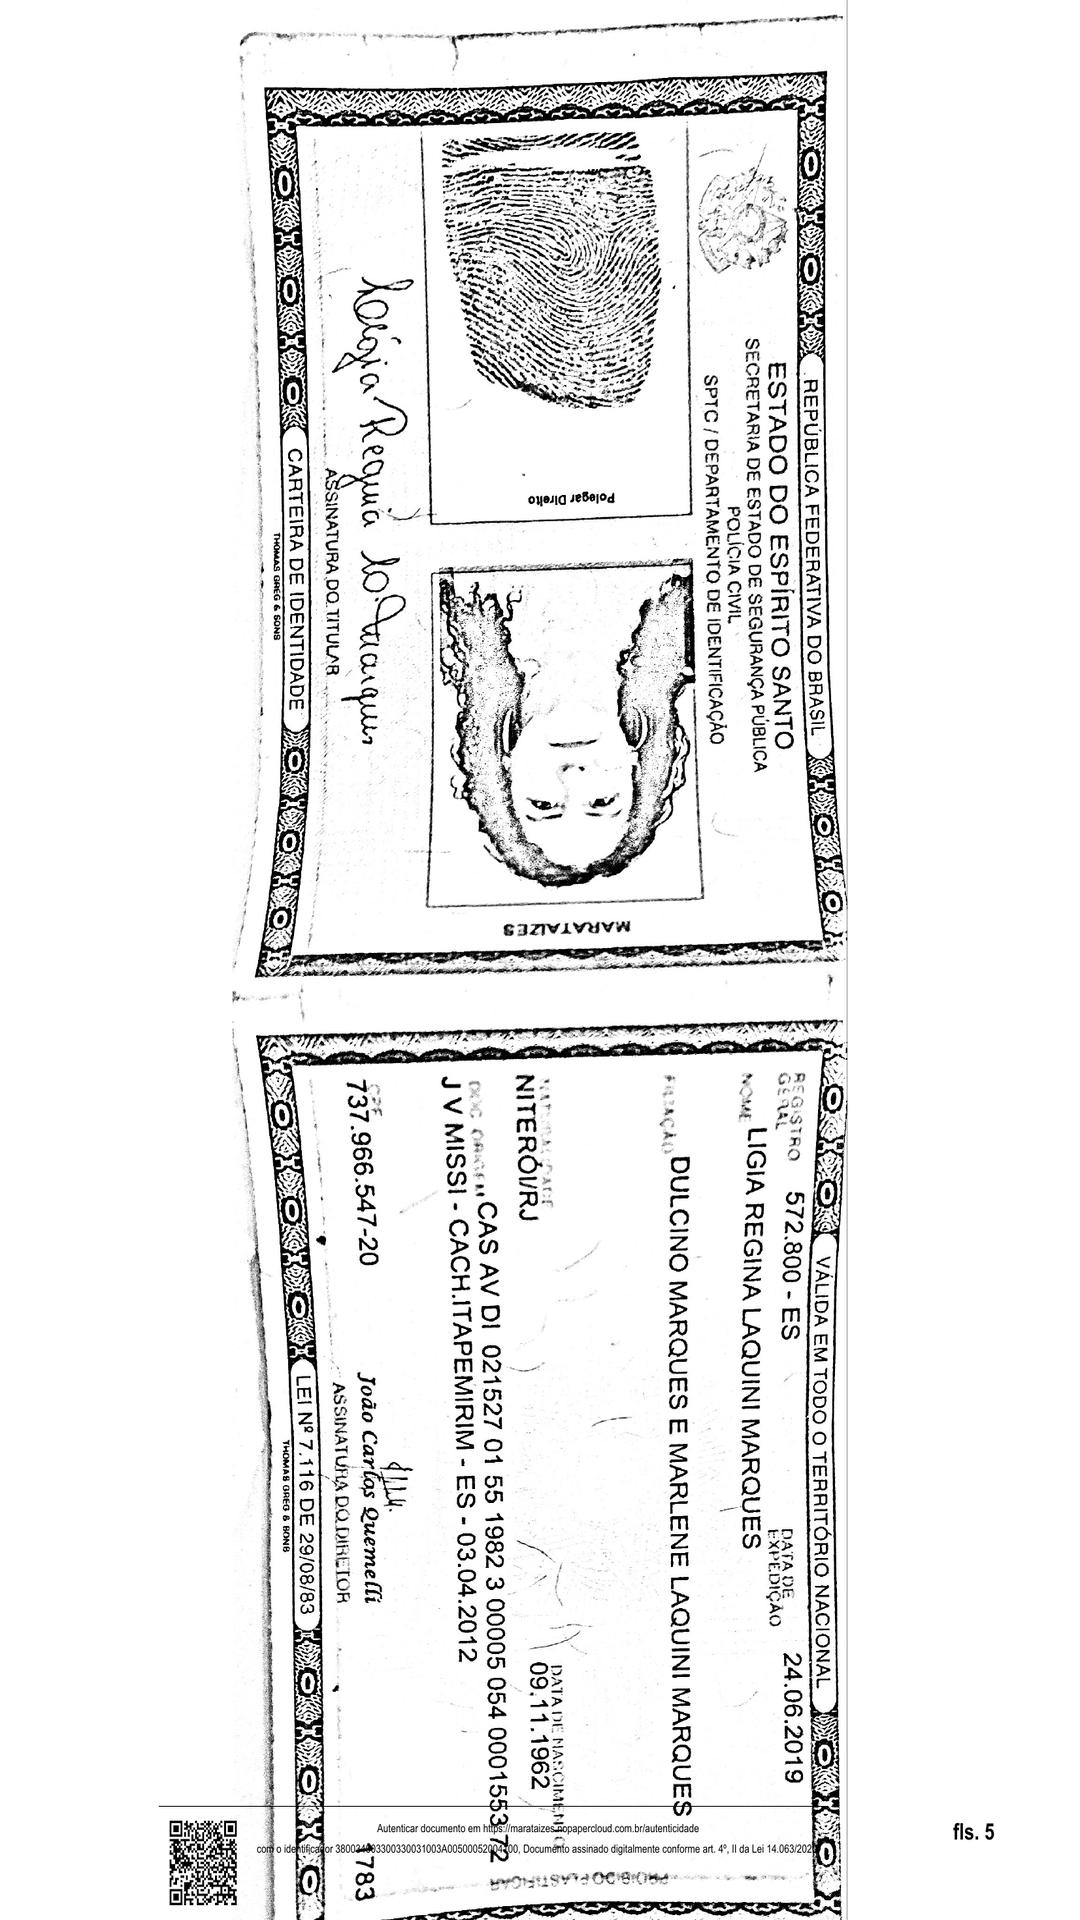 REPÚBLICA FEDERATIVA DO BRASIL
ESTADO DO ESPÍRITO SANTO
SECRETARIA DE ESTADO DE SEGURANÇA PÚBLICA
POLÍCIA CIVIL
SPTC / DEPARTAMENTO DE IDENTIFICAÇÃO
Polegar Direito
MARATAIZES
Regina
ASSINATURA DO TITULAR
CARTEIRA DE IDENTIDADE
THOMAS GREG & SONS
VÁLIDA EM TODO O TERRITÓRIO NACIONAL
REGISTRO GERAL 572.800 - ES DATA DE EXPEDIÇÃO 24.06.2019
NOME LIGIA REGINA LAQUINI MARQUES
FILIAÇÃO DULCINO MARQUES E MARLENE LAQUINI MARQUES
NATURALIDADE DATA DE NASCIMENTO
NITERÓI/RJ 09.11.1962
DOC ORIGEM CAS AV DI 021527 01 55 1982 3 00005 054 0001553 72
J V MISSI - CACH.ITAPEMIRIM - ES - 03.04.2012
CPF
737.966.547-20
João Carlos Quemelli
ASSINATURA DO DIRETOR
783
LEI Nº 7.116 DE 29/08/83
THOMAS GREG & SONS
PROIBIDO PLASTIFICAR
Autenticar documento em https://marataizes.nopapercloud.com.br/autenticidade
com o identificador , Documento assinado digitalmente conforme art. 4º, II da Lei 14.063/202
fls. 5